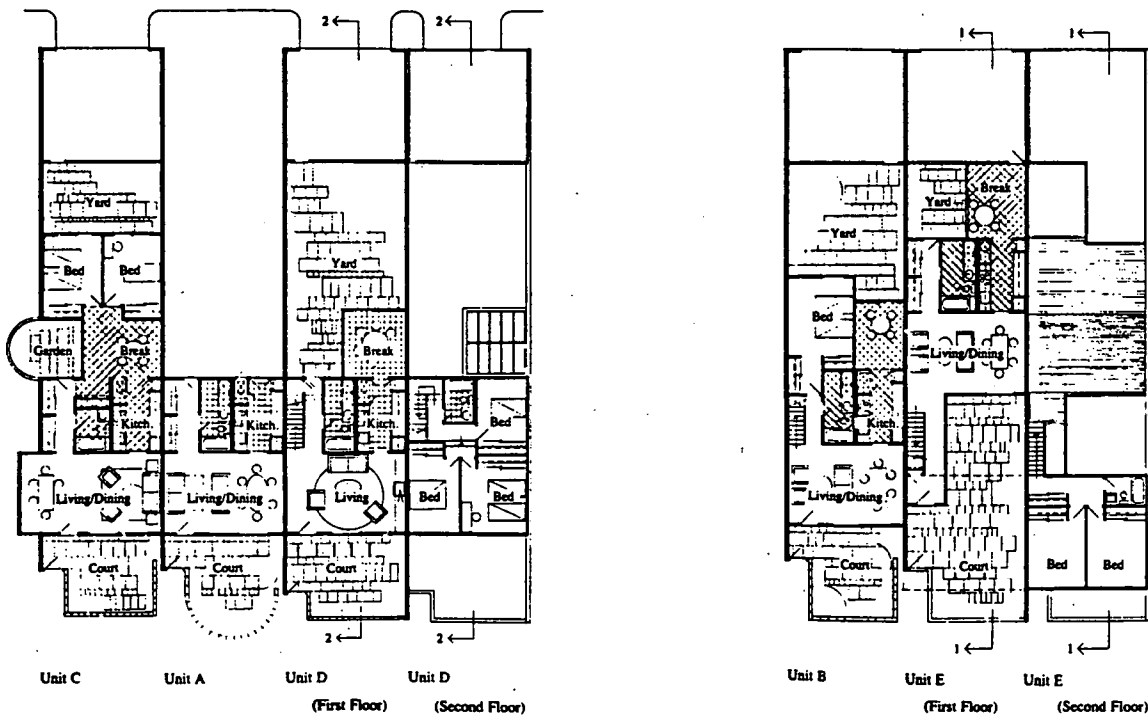 2 2 1 1
Yard
Bed Bed
Garden Break
Kitch.
Living/Dining
Court
Kitch.
Living/Dining
Court
Yard
Break
Kitch.
Living
Court
Bed
Bed Bed
2 2
Yard
Bed
Kitch.
Living/Dining
Court
Yard Break
Living/Dining
Court
Bed Bed
1 1
Unit C Unit A Unit D Unit D Unit B Unit E Unit E
(First Floor) (Second Floor) (First Floor) (Second Floor)